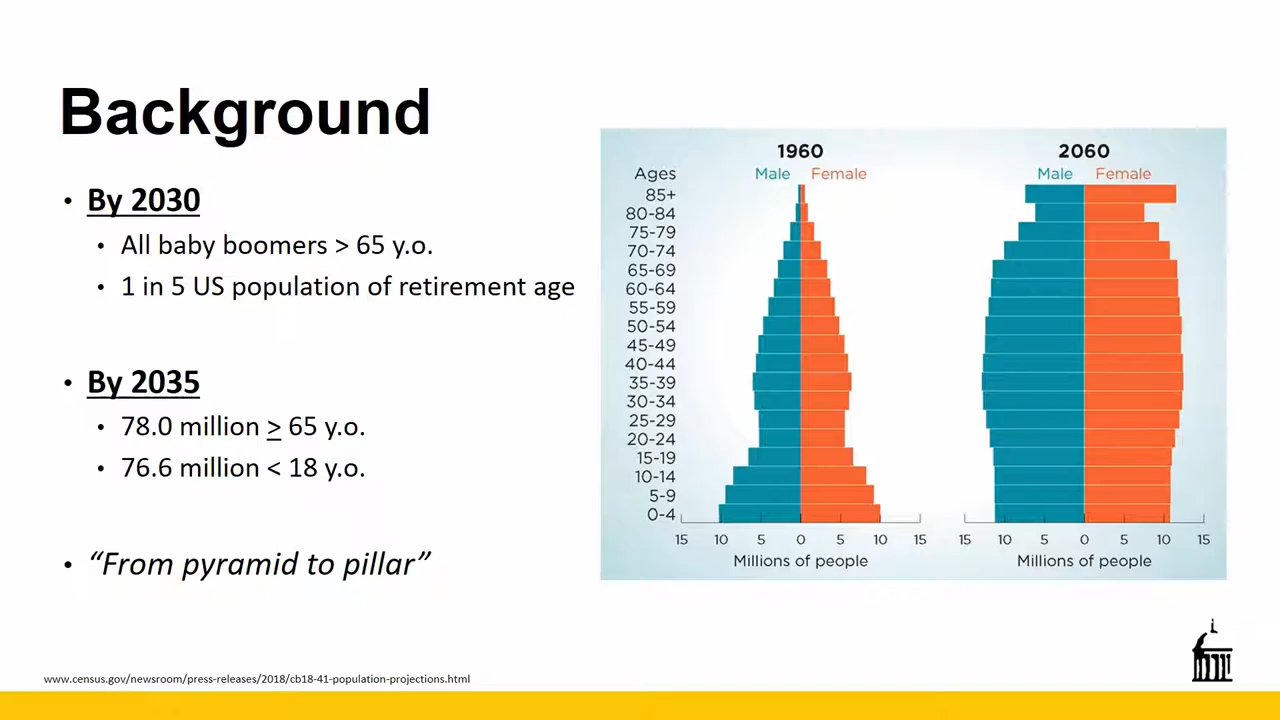 Background
• By 2030
• All baby boomers > 65 y.o.
• 1 in 5 US population of retirement age
• By 2035
• 78.0 million ≥ 65 y.o.
• 76.6 million < 18 y.o.
• “From pyramid to pillar”
1960
2060
Ages
Male Female
Male Female
85+
80-84
75-79
70-74
65-69
60-64
55-59
50-54
45-49
40-44
35-39
30-34
25-29
20-24
15-19
10-14
5-9
0-4
15 10 5 0 5 10 15
15 10 5 0 5 10 15
Millions of people
Millions of people
www.census.gov/newsroom/press-releases/2018/cb18-41-population-projections.html